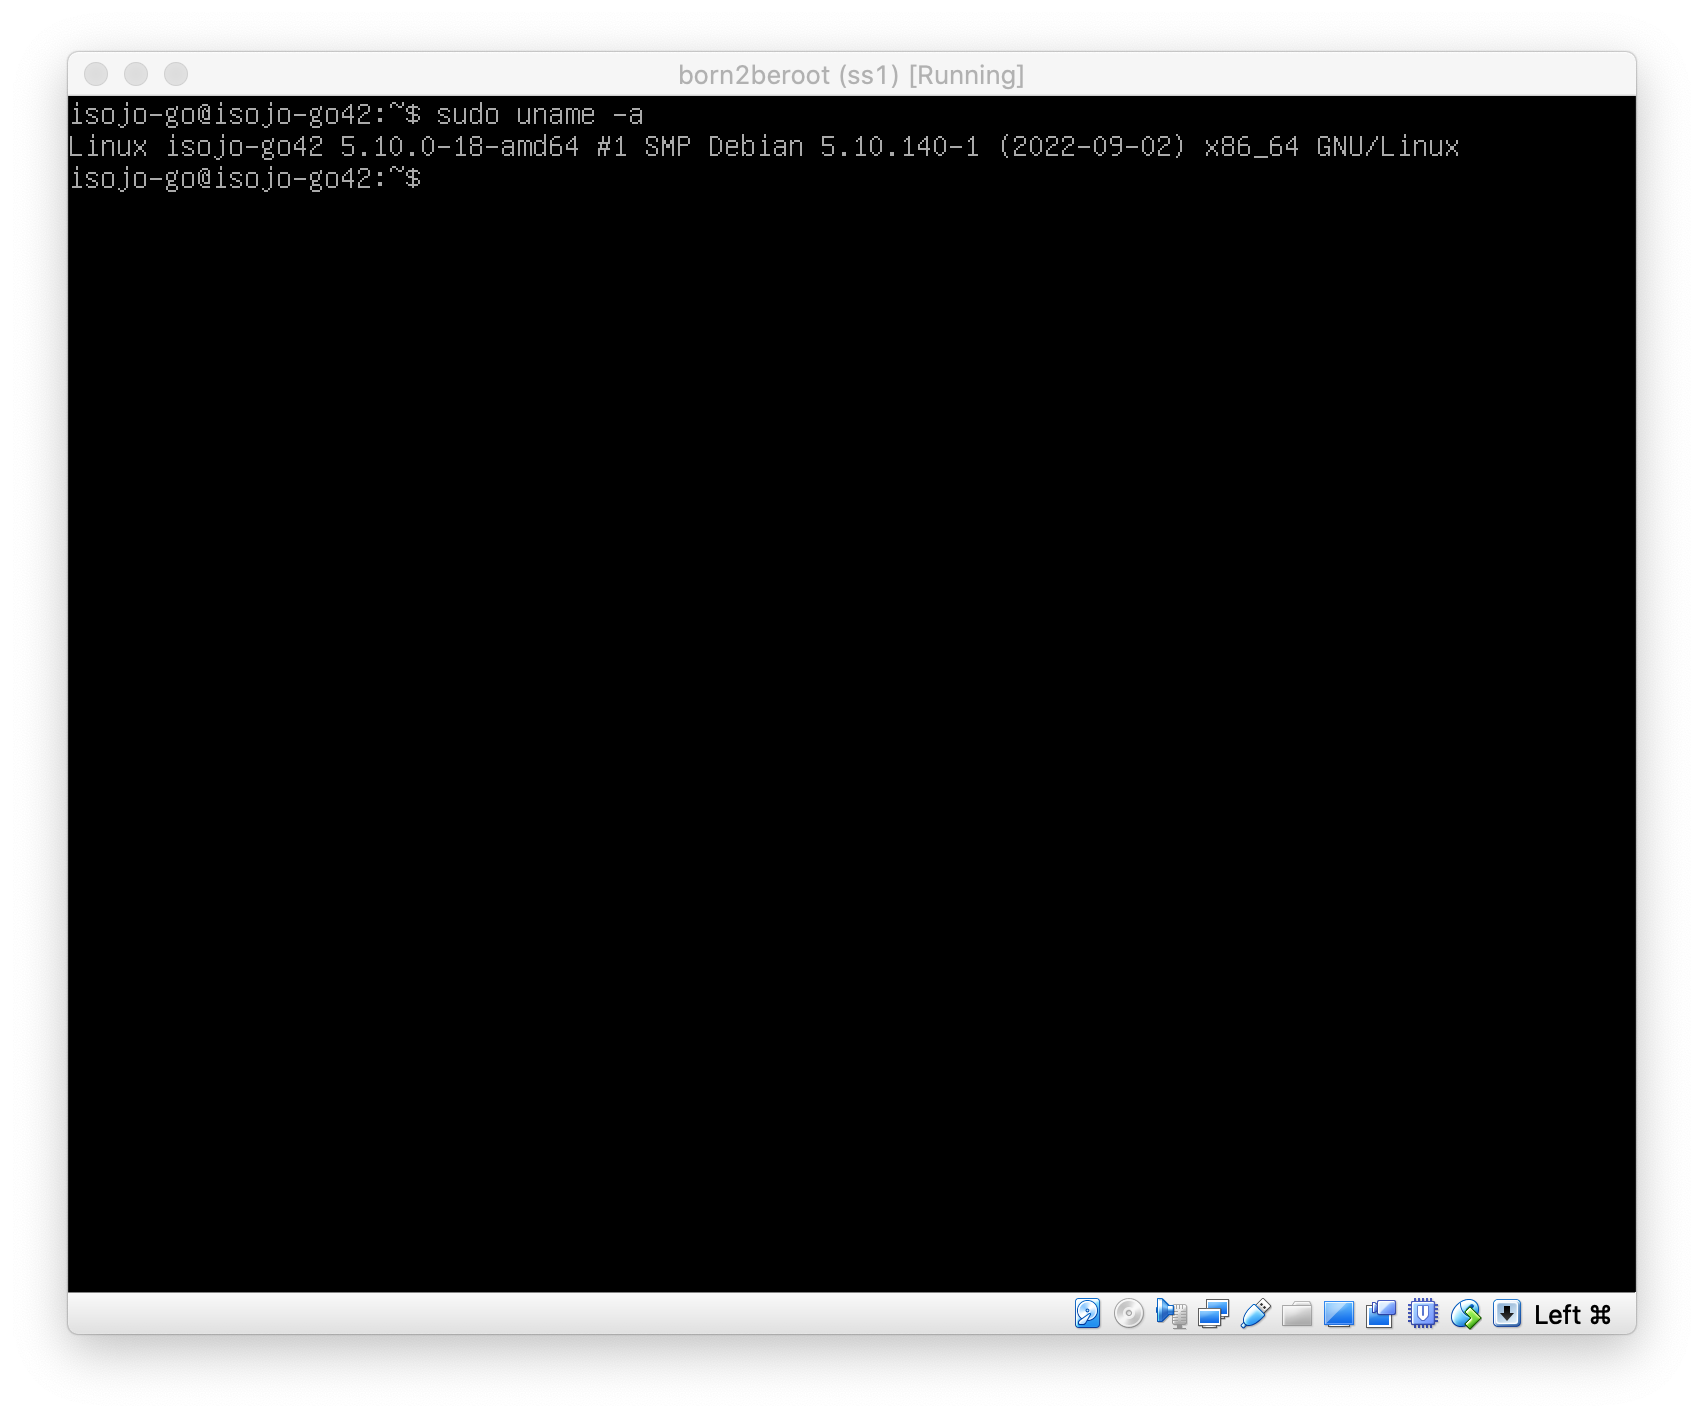 born2beroot (ss1) [Running]
isojo-go@isojo-go42:~$ sudo uname -a
Linux isojo-go42 5.10.0-18-amd64 #1 SMP Debian 5.10.140-1 (2022-09-02) x86_64 GNU/Linux
isojo-go@isojo-go42:~$
Left ⌘